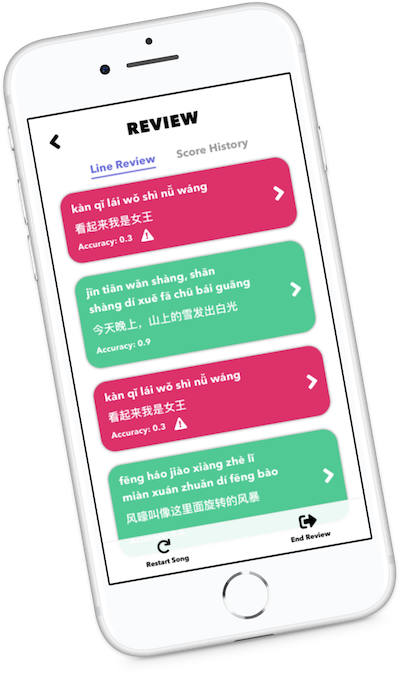 REVIEW
Line Review
Score History
kàn qǐ lái wǒ shì nǚ wáng
看起来我是女王
Accuracy: 0.3
jīn tiān wǎn shàng, shān
shàng dí xuě fā chū bái guāng
今天晚上，山上的雪发出白光
Accuracy: 0.9
kàn qǐ lái wǒ shì nǚ wáng
看起来我是女王
Accuracy: 0.3
fēng háo jiào xiàng zhè lǐ
miàn xuán zhuǎn dí fēng bào
风嚎叫像这里面旋转的风暴
Restart Song
End Review